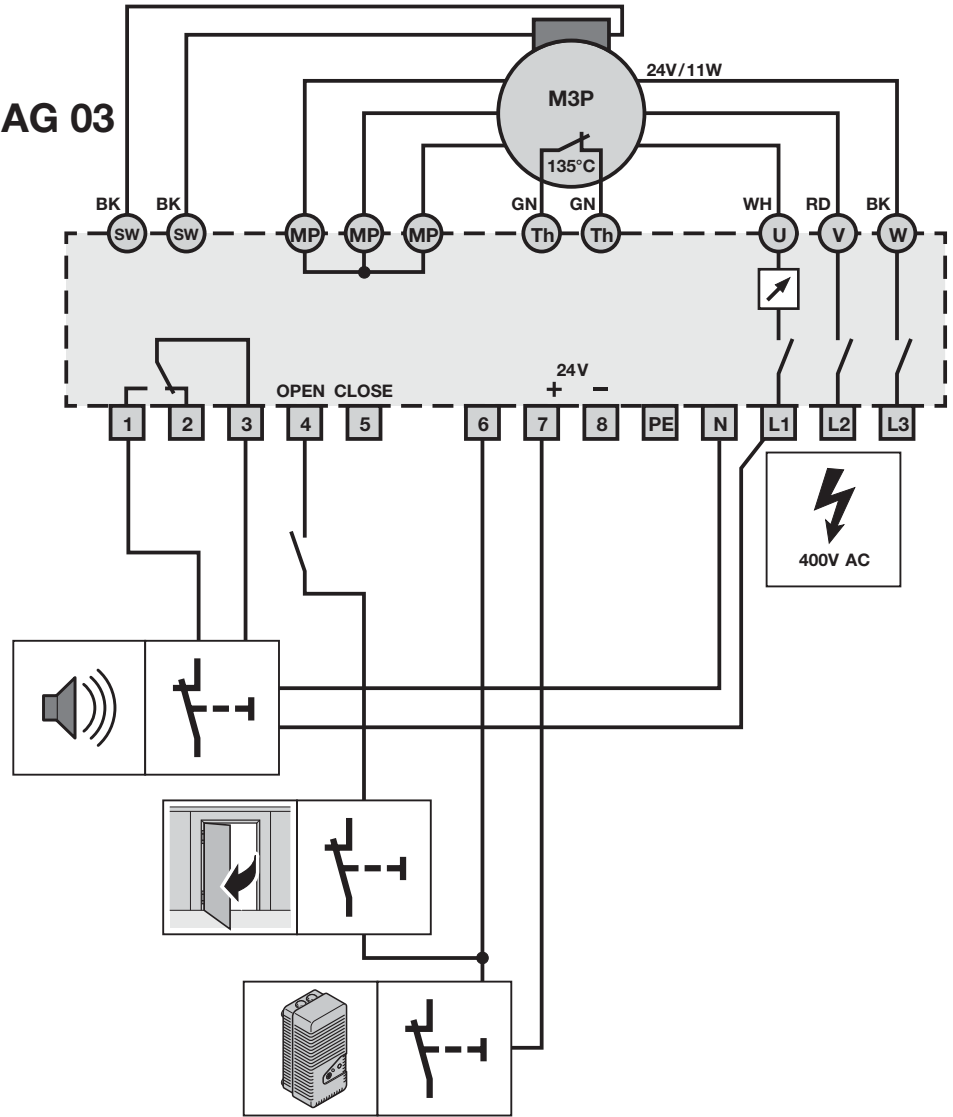 24V/11W
M3P
AG 03
135°C
BK BK GN GN WH RD BK
SW SW MP MP MP Th Th U V W
24V
OPEN CLOSE + –
1 2 3 4 5 6 7 8 PE N L1 L2 L3
400V AC